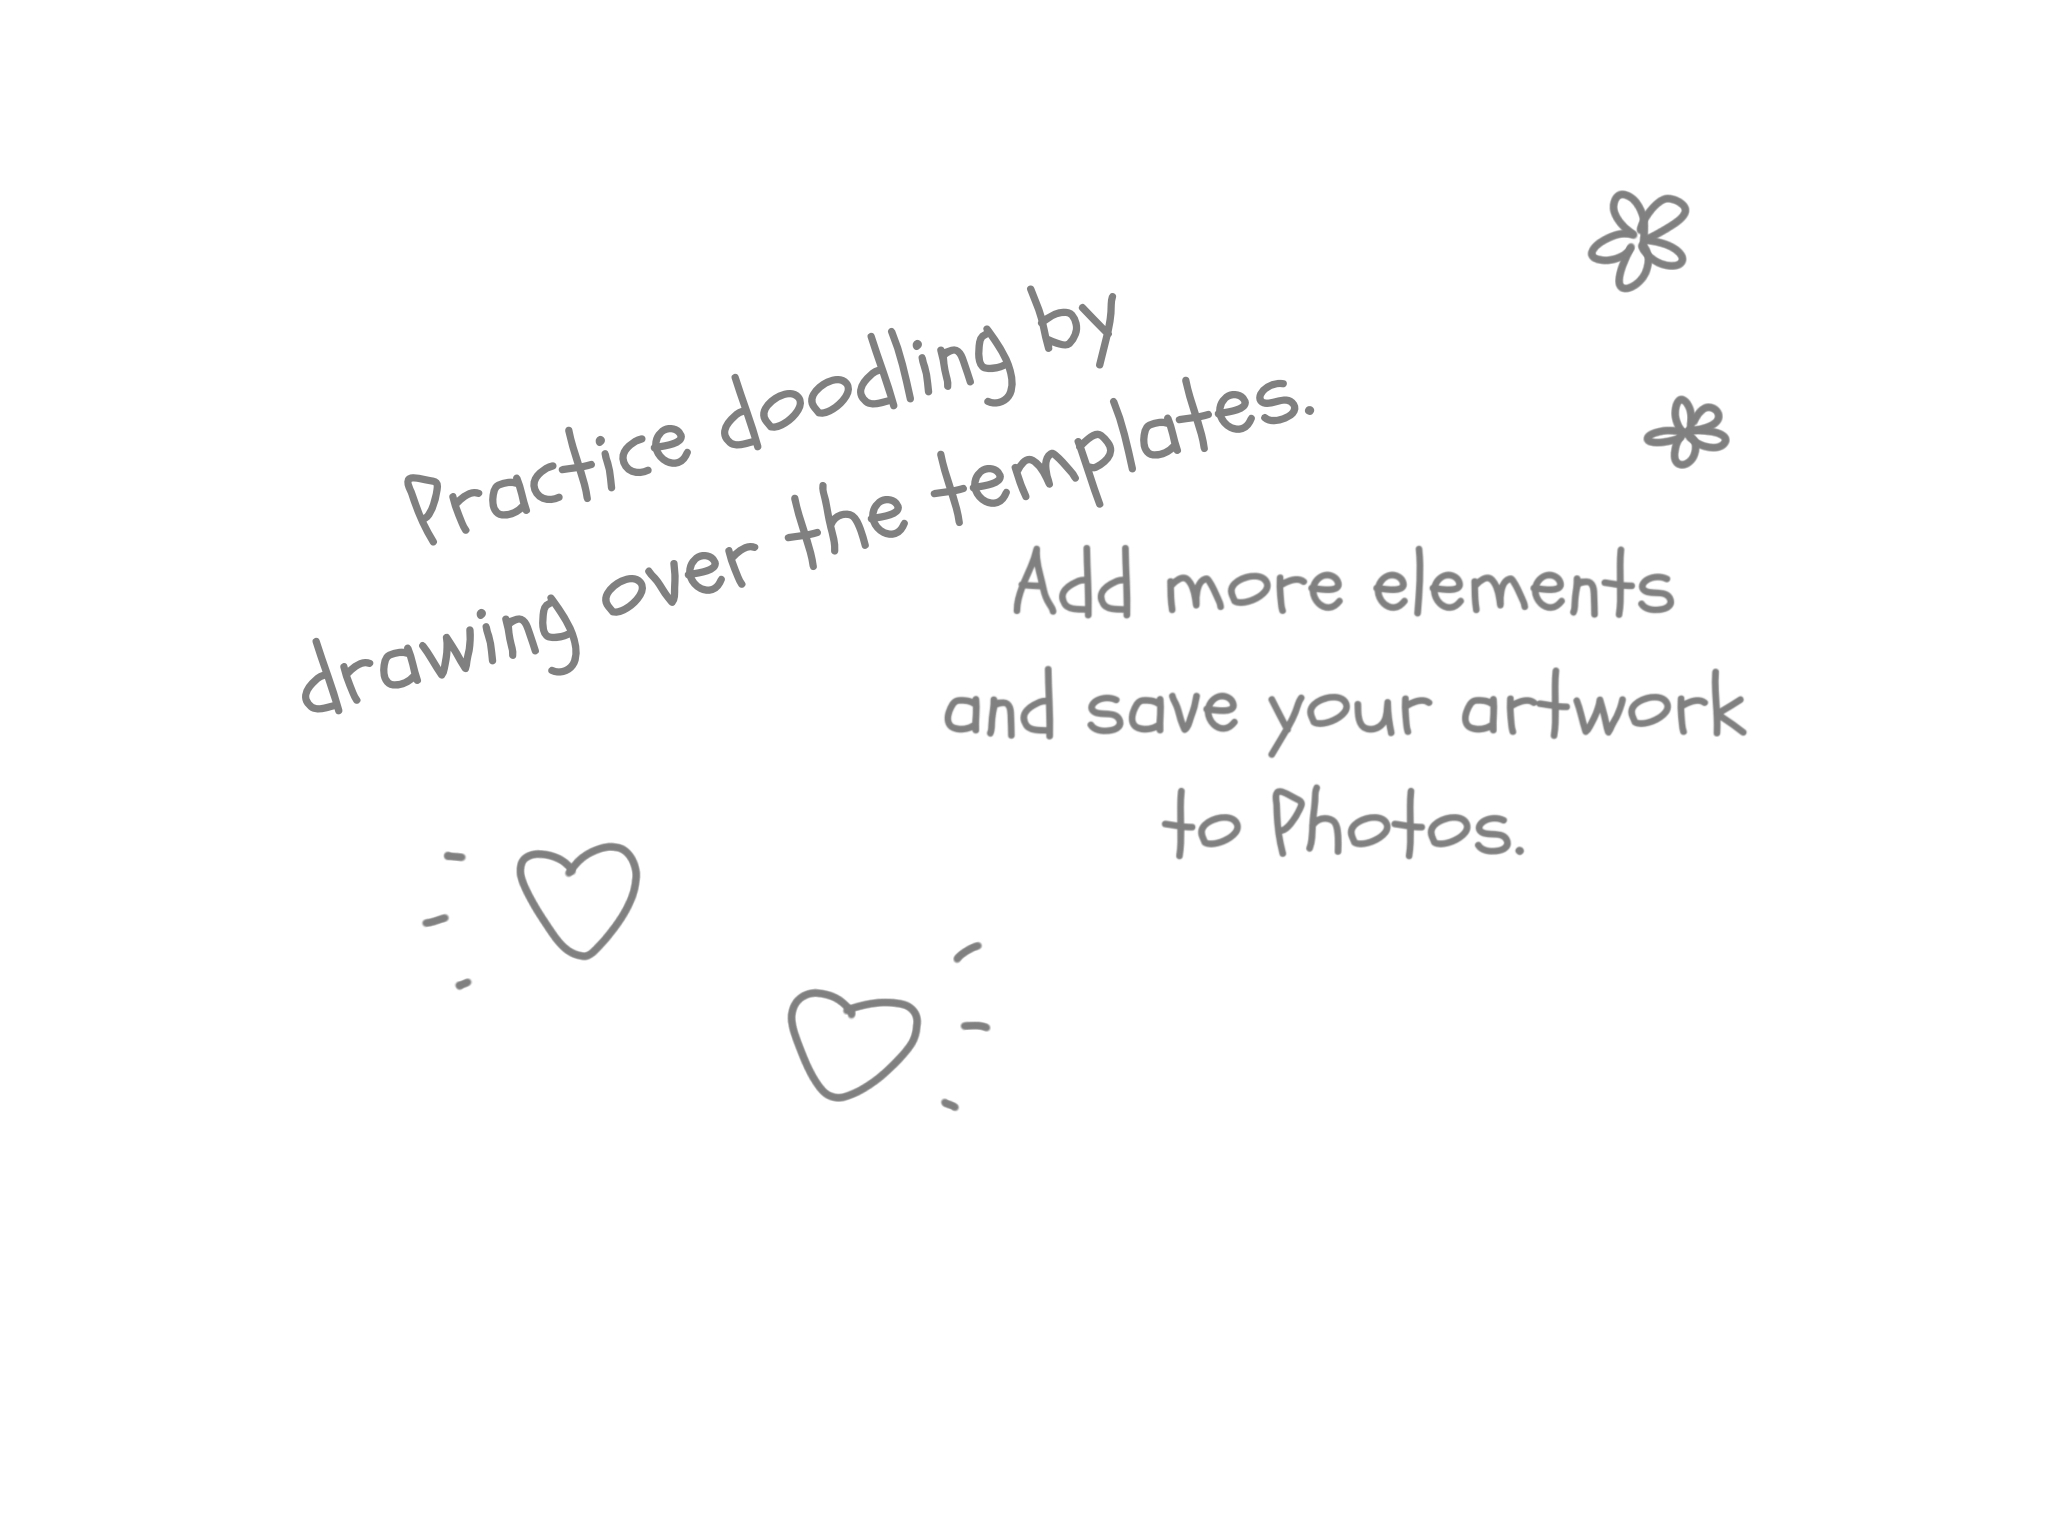 Practice doodling by
drawing over the templates.
Add more elements
and save your artwork
to Photos.